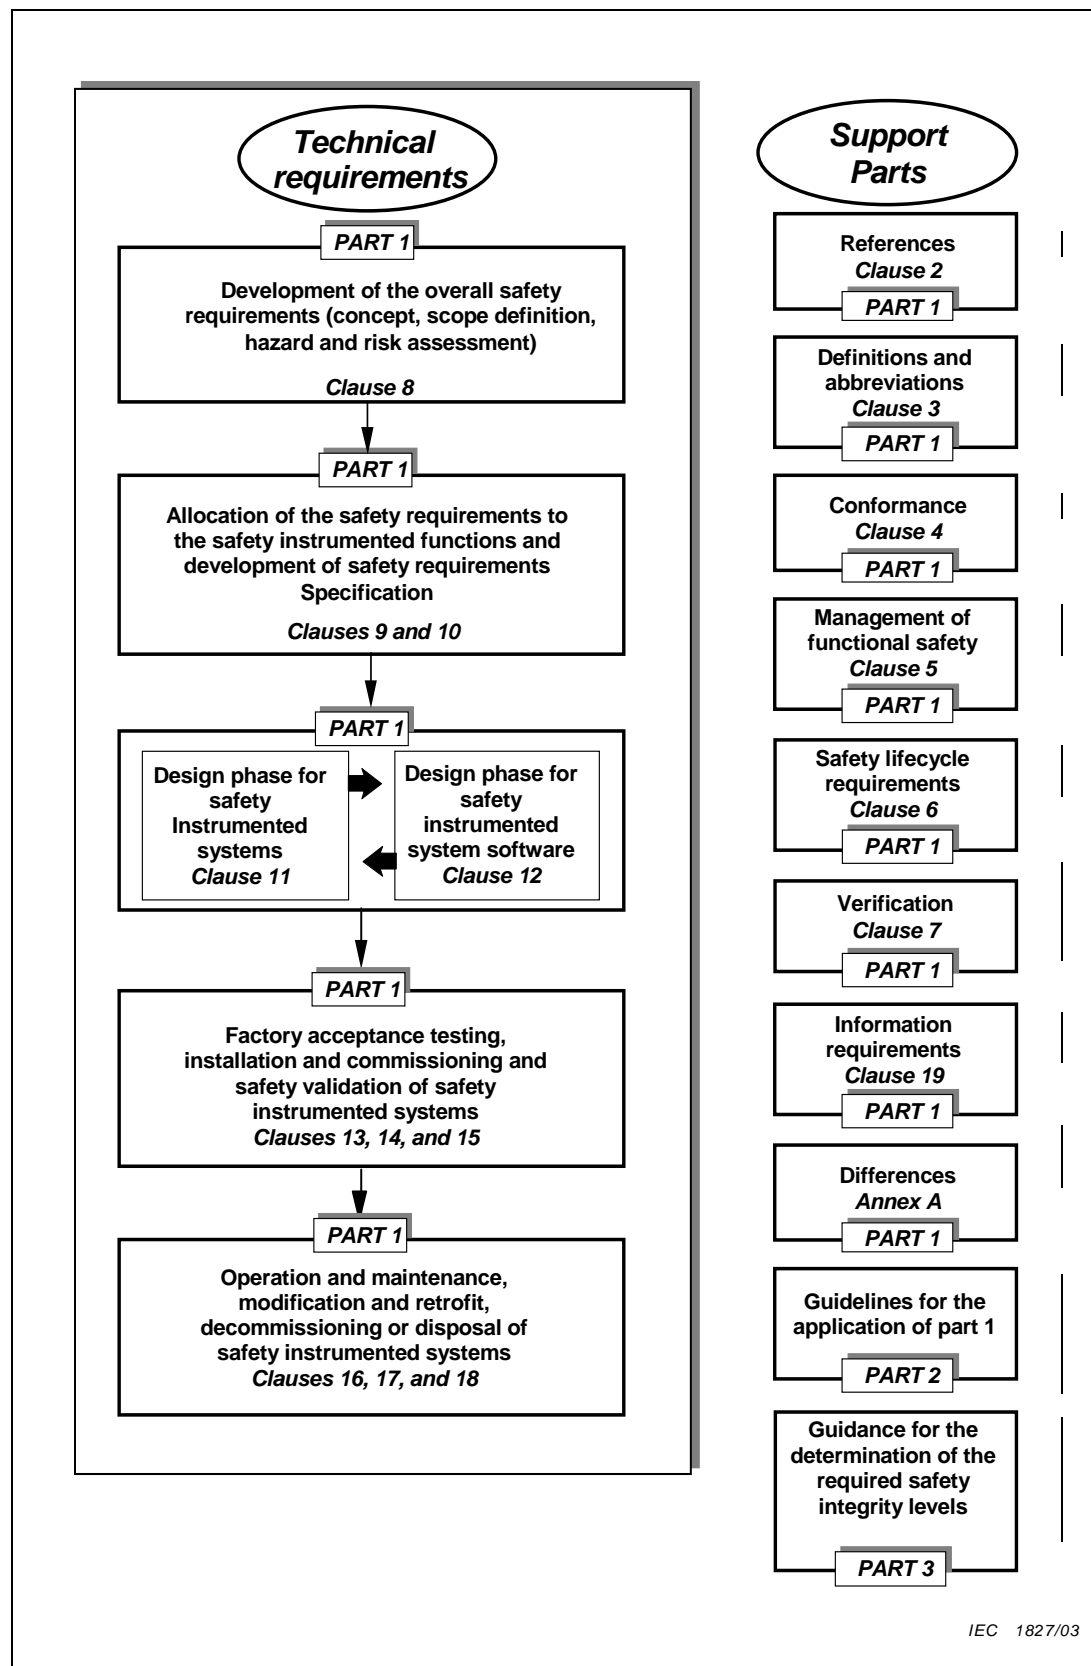 Technical
requirements
PART 1
Development of the overall safety
requirements (concept, scope definition,
hazard and risk assessment)
Clause 8
PART 1
Allocation of the safety requirements to
the safety instrumented functions and
development of safety requirements
Specification
Clauses 9 and 10
PART 1
Design phase for
safety
Instrumented
systems
Clause 11
Design phase for
safety
instrumented
system software
Clause 12
PART 1
Factory acceptance testing,
installation and commissioning and
safety validation of safety
instrumented systems
Clauses 13, 14, and 15
PART 1
Operation and maintenance,
modification and retrofit,
decommissioning or disposal of
safety instrumented systems
Clauses 16, 17, and 18
Support
Parts
References
Clause 2
PART 1
Definitions and
abbreviations
Clause 3
PART 1
Conformance
Clause 4
PART 1
Management of
functional safety
Clause 5
PART 1
Safety lifecycle
requirements
Clause 6
PART 1
Verification
Clause 7
PART 1
Information
requirements
Clause 19
PART 1
Differences
Annex A
PART 1
Guidelines for the
application of part 1
PART 2
Guidance for the
determination of the
required safety
integrity levels
PART 3
IEC 1827/03